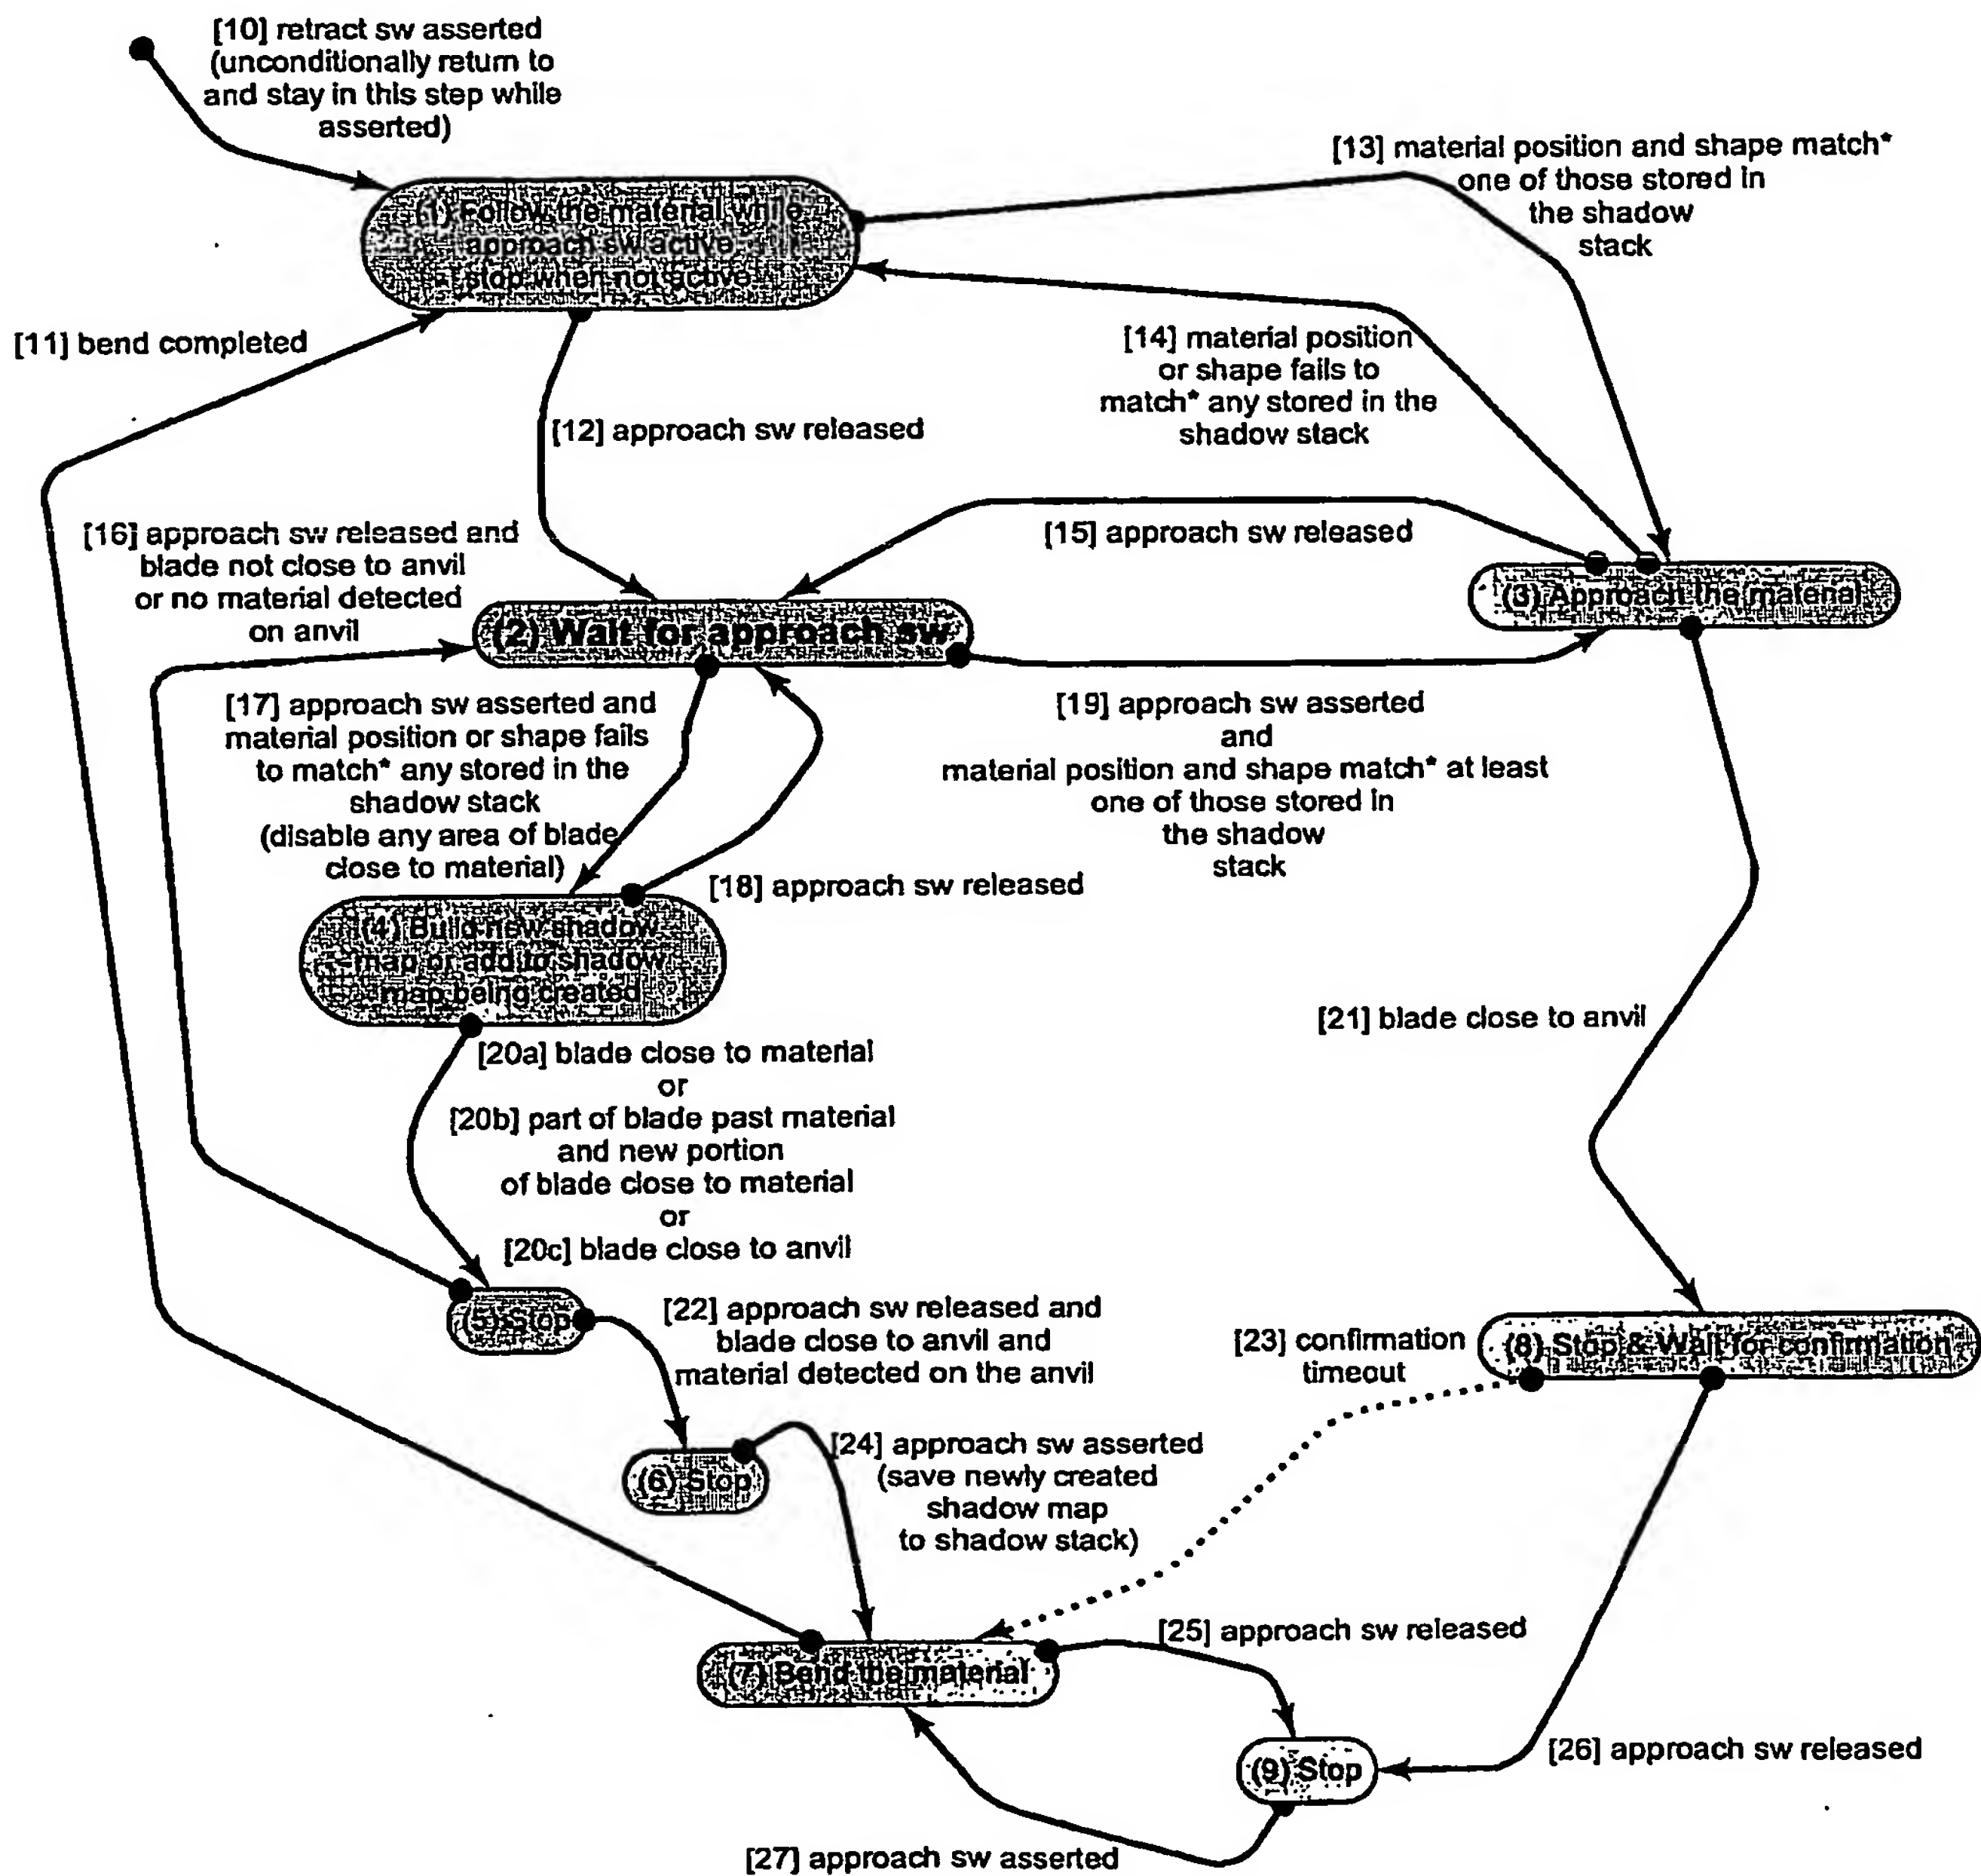 [10] retract sw asserted
(unconditionally return to
and stay in this step while
asserted)
[13] material position and shape match*
one of those stored in
the shadow
stack
(1) Follow the material while
approach sw active,
stop when not active
[11] bend completed
[14] material position
or shape fails to
match* any stored in the
shadow stack
[12] approach sw released
[16] approach sw released and
blade not close to anvil
or no material detected
on anvil
[15] approach sw released
(3) Approach the material
(2) Wait for approach sw
[17] approach sw asserted and
material position or shape fails
to match* any stored in the
shadow stack
(disable any area of blade
close to material)
[19] approach sw asserted
and
material position and shape match* at least
one of those stored in
the shadow
stack
[18] approach sw released
(4) Build new shadow
map or add to shadow
map being created
[21] blade close to anvil
[20a] blade close to material
or
[20b] part of blade past material
and new portion
of blade close to material
or
[20c] blade close to anvil
(5) Stop
[22] approach sw released and
blade close to anvil and
material detected on the anvil
[23] confirmation
timeout
(8) Stop & Wait for confirmation
(6) Stop
[24] approach sw asserted
(save newly created
shadow map
to shadow stack)
[25] approach sw released
(7) Bend the material
(9) Stop
[26] approach sw released
[27] approach sw asserted